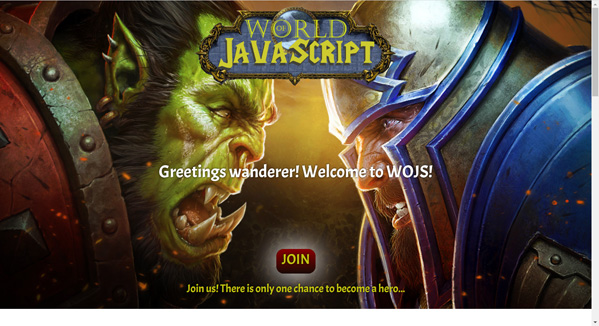 WORLD
OF
JAVASCRIPT
Greetings wanderer! Welcome to WOJS!
JOIN
Join us! There is only one chance to become a hero...